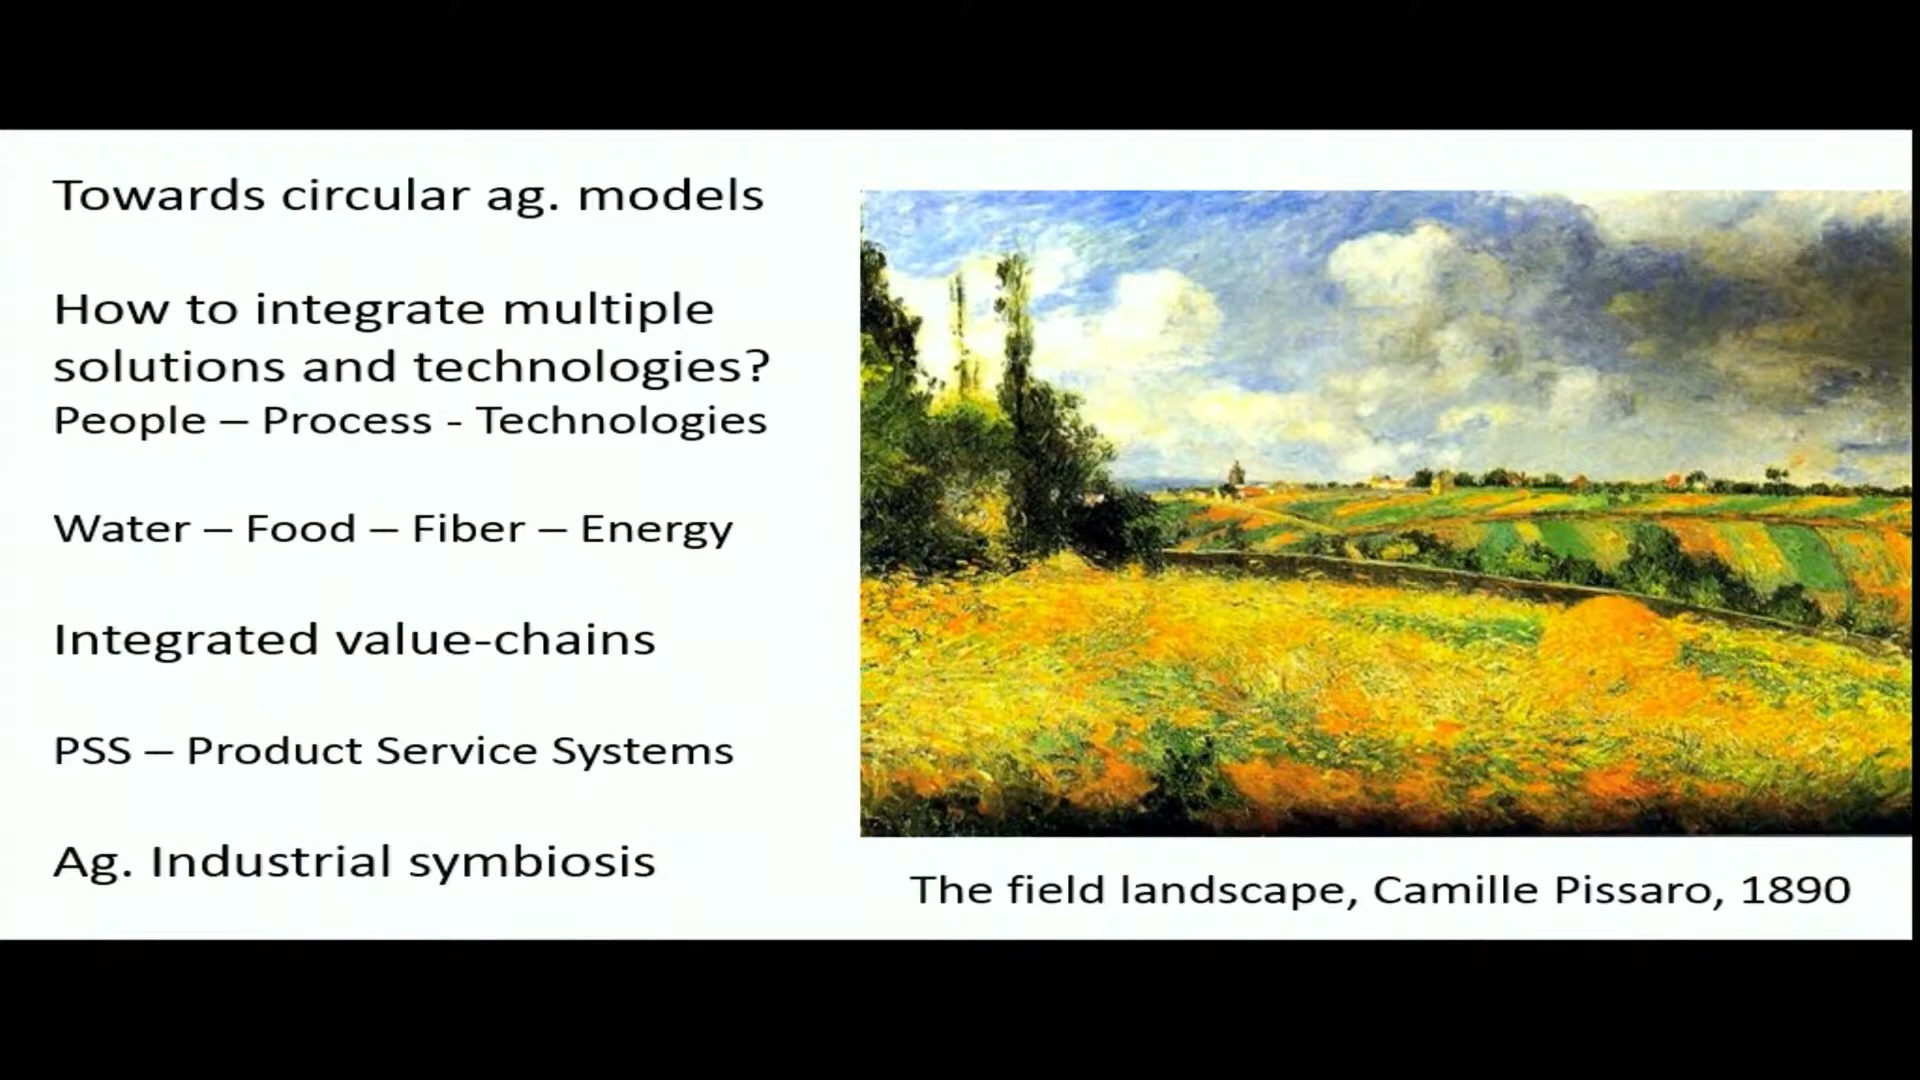 Towards circular ag. models
How to integrate multiple
solutions and technologies?
People – Process - Technologies
Water – Food – Fiber – Energy
Integrated value-chains
PSS – Product Service Systems
Ag. Industrial symbiosis
The field landscape, Camille Pissaro, 1890